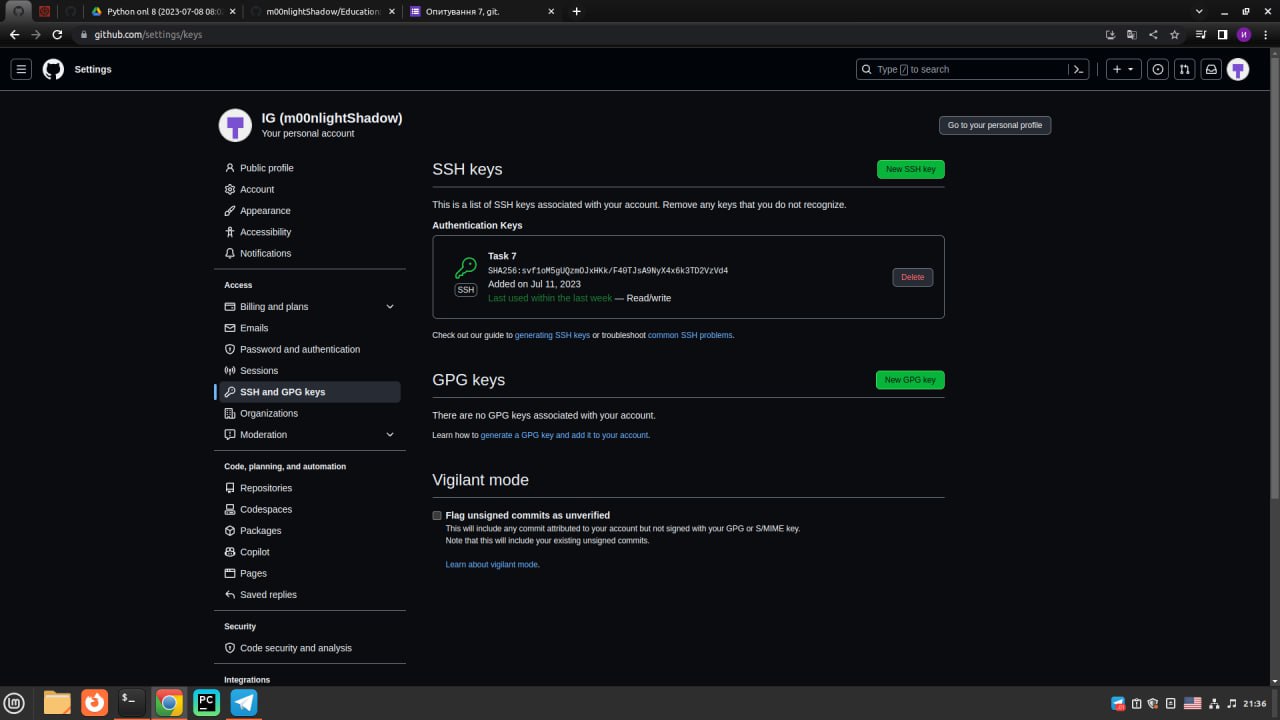 Python onl 8 (2023-07-08 08:0
m00nlightShadow/Education:
Опитування 7, git.
github.com/settings/keys
И
Settings
Type / to search
IG (m00nlightShadow)
Your personal account
Go to your personal profile
Public profile
Account
Appearance
Accessibility
Notifications
Access
Billing and plans
Emails
Password and authentication
Sessions
SSH and GPG keys
Organizations
Moderation
Code, planning, and automation
Repositories
Codespaces
Packages
Copilot
Pages
Saved replies
Security
Code security and analysis
Integrations
SSH keys
New SSH key
This is a list of SSH keys associated with your account. Remove any keys that you do not recognize.
Authentication Keys
Task 7
SHA256:svf1oM5gUQzmOJxHKk/F40TJsA9NyX4x6k3TD2VzVd4
SSH
Added on Jul 11, 2023
Last used within the last week — Read/write
Delete
Check out our guide to generating SSH keys or troubleshoot common SSH problems.
GPG keys
New GPG key
There are no GPG keys associated with your account.
Learn how to generate a GPG key and add it to your account.
Vigilant mode
Flag unsigned commits as unverified
This will include any commit attributed to your account but not signed with your GPG or S/MIME key.
Note that this will include your existing unsigned commits.
Learn about vigilant mode.
PC
21:36